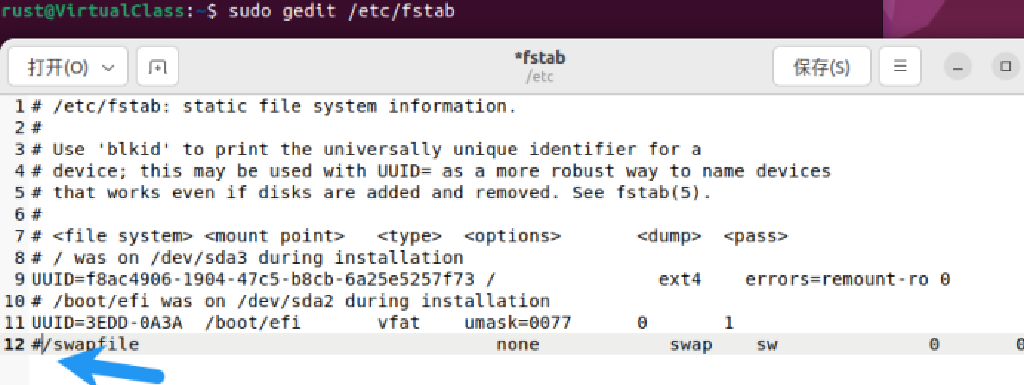 rust@VirtualClass:~$ sudo gedit /etc/fstab
打开(O) *fstab 保存(S)
/etc
1 # /etc/fstab: static file system information.
2 #
3 # Use 'blkid' to print the universally unique identifier for a
4 # device; this may be used with UUID= as a more robust way to name devices
5 # that works even if disks are added and removed. See fstab(5).
6 #
7 # <file system> <mount point>   <type>  <options>       <dump>  <pass>
8 # / was on /dev/sda3 during installation
9 UUID=f8ac4906-1904-47c5-b8cb-6a25e5257f73 /               ext4    errors=remount-ro 0
10 # /boot/efi was on /dev/sda2 during installation
11 UUID=3EDD-0A3A  /boot/efi       vfat    umask=0077      0       1
12 #/swapfile                                 none            swap    sw              0       0